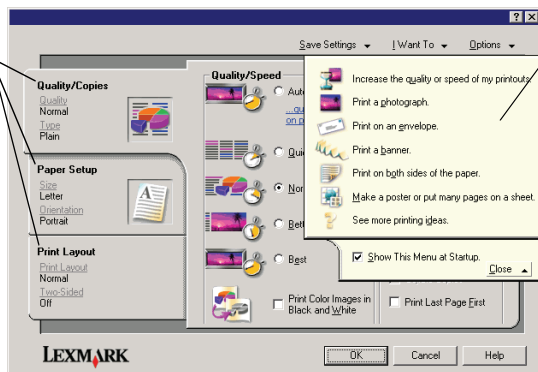 Save Settings
I Want To
Options
Quality/Copies
Quality
Normal
Type
Plain
Paper Setup
Size
Letter
Orientation
Portrait
Print Layout
Print Layout
Normal
Two-Sided
Off
Quality/Speed
Auto
on p
Quic
Nor
Bett
Best
Print Color Images in
Black and White
Increase the quality or speed of my printouts.
Print a photograph.
Print on an envelope.
Print a banner.
Print on both sides of the paper.
Make a poster or put many pages on a sheet.
See more printing ideas.
Show This Menu at Startup.
Close
Print Last Page First
LEXMARK
OK
Cancel
Help